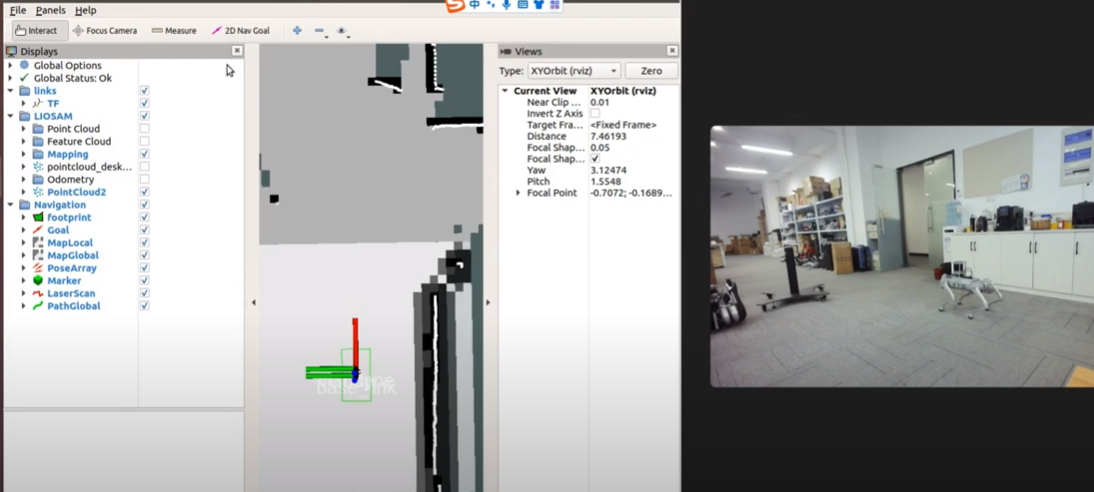 File Panels Help
中
Interact Focus Camera Measure 2D Nav Goal
Displays
Global Options
Global Status: Ok
links
TF
LIOSAM
Point Cloud
Feature Cloud
Mapping
pointcloud_desk...
Odometry
PointCloud2
Navigation
footprint
Goal
MapLocal
MapGlobal
PoseArray
Marker
LaserScan
PathGlobal
Views
Type: XYOrbit (rviz) Zero
Current View XYOrbit (rviz)
Near Clip ... 0.01
Invert Z Axis
Target Fra... <Fixed Frame>
Distance 7.46193
Focal Shap... 0.05
Focal Shap...
Yaw 3.12474
Pitch 1.5548
Focal Point -0.7072; -0.1689...